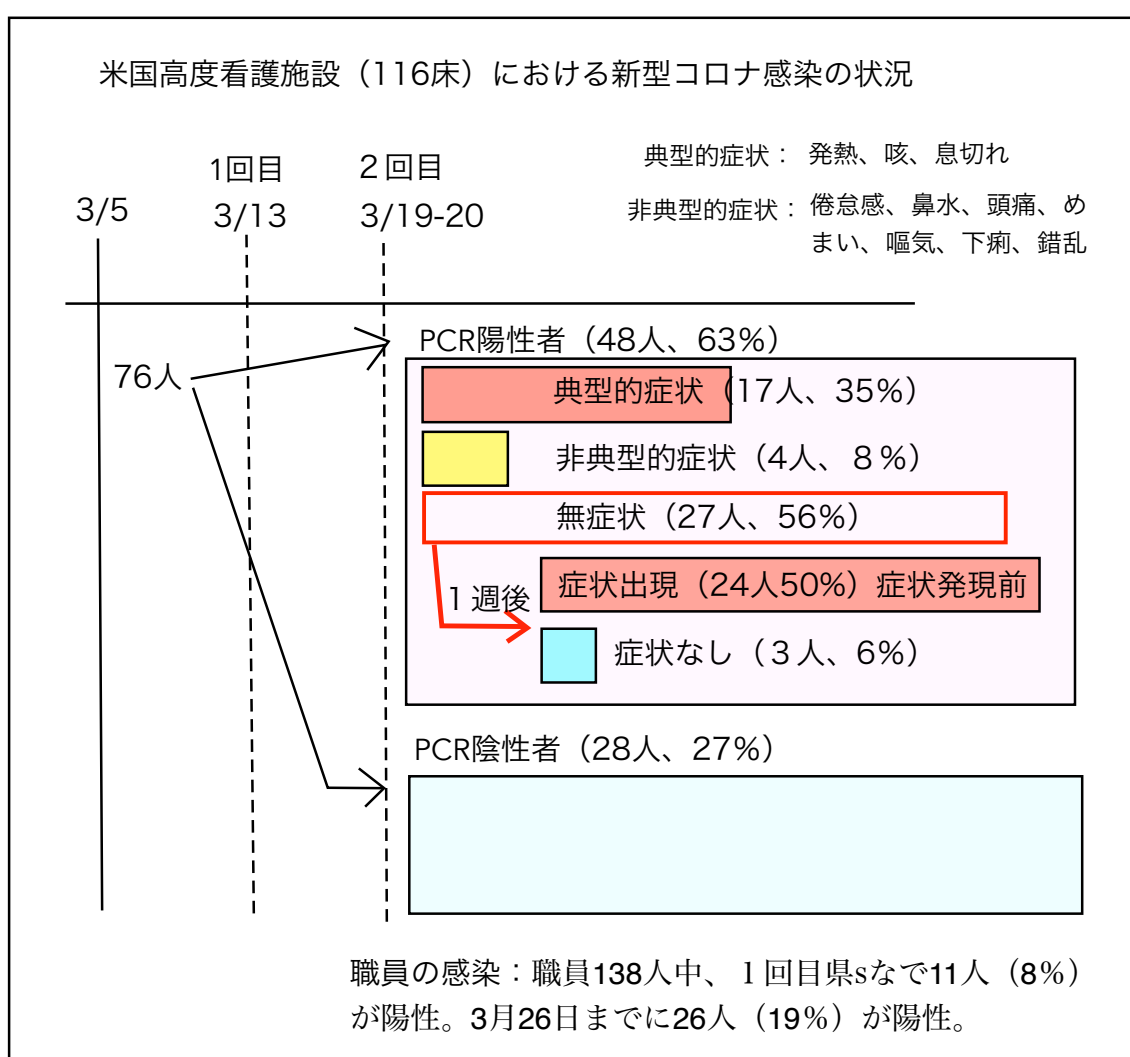 米国高度看護施設（116床）における新型コロナ感染の状況
典型的症状： 発熱、咳、息切れ
1回目
２回目
3/5
3/13
3/19-20
非典型的症状： 倦怠感、鼻水、頭痛、め
まい、嘔気、下痢、錯乱
PCR陽性者（48人、63%）
76人
典型的症状（17人、35%）
非典型的症状（4人、８%）
無症状（27人、56%）
１週後
症状出現（24人50%）症状発現前
症状なし（３人、6%）
PCR陰性者（28人、27%）
職員の感染：職員138人中、１回目県sなで11人（8%）
が陽性。3月26日までに26人（19%）が陽性。